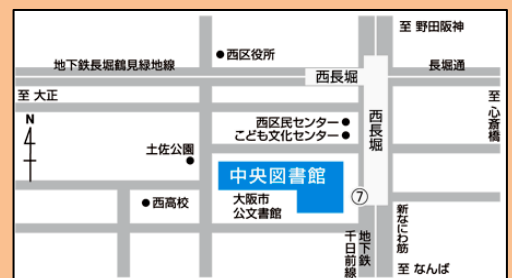 至 野田阪神
西区役所
地下鉄長堀鶴見緑地線
西長堀
長堀通
至 大正
至 心斎橋
N
西区民センター
こども文化センター
西長堀
土佐公園
中央図書館
西高校
大阪市
公文書館
⑦
新なにわ筋
地下鉄
千日前線
至 なんば